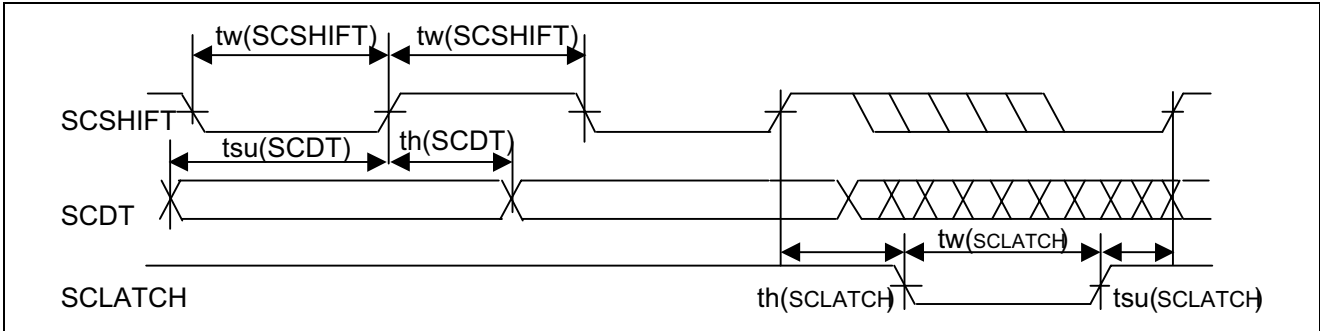 tw(SCSHIFT) tw(SCSHIFT)
SCSHIFT
tsu(SCDT) th(SCDT)
SCDT
tw(SCLATCH)
SCLATCH
th(SCLATCH) tsu(SCLATCH)